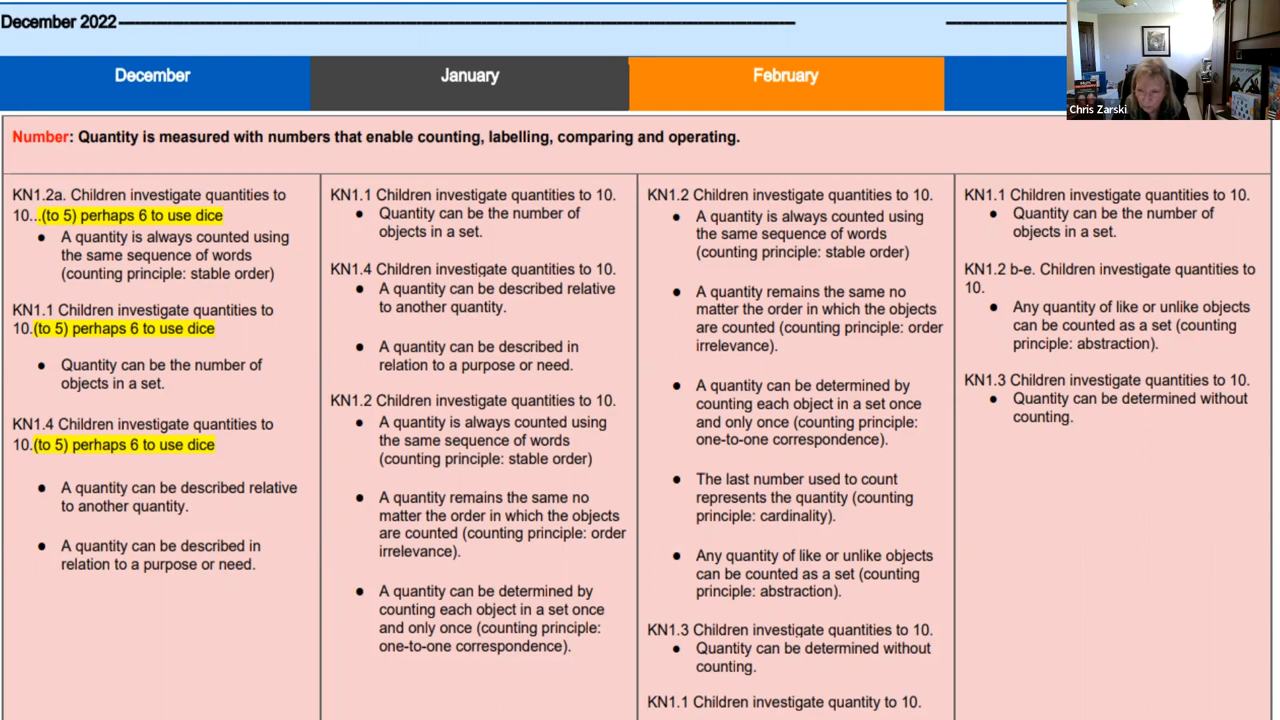 December 2022
Chris Zarski
December
January
February
Number: Quantity is measured with numbers that enable counting, labelling, comparing and operating.
KN1.2a. Children investigate quantities to
10...(to 5) perhaps 6 to use dice
● A quantity is always counted using
the same sequence of words
(counting principle: stable order)
KN1.1 Children investigate quantities to
10.(to 5) perhaps 6 to use dice
● Quantity can be the number of
objects in a set.
KN1.4 Children investigate quantities to
10.(to 5) perhaps 6 to use dice
● A quantity can be described relative
to another quantity.
● A quantity can be described in
relation to a purpose or need.
KN1.1 Children investigate quantities to 10.
● Quantity can be the number of
objects in a set.
KN1.4 Children investigate quantities to 10.
● A quantity can be described relative
to another quantity.
● A quantity can be described in
relation to a purpose or need.
KN1.2 Children investigate quantities to 10.
● A quantity is always counted using
the same sequence of words
(counting principle: stable order)
● A quantity remains the same no
matter the order in which the objects
are counted (counting principle: order
irrelevance).
● A quantity can be determined by
counting each object in a set once
and only once (counting principle:
one-to-one correspondence).
KN1.2 Children investigate quantities to 10.
● A quantity is always counted using
the same sequence of words
(counting principle: stable order)
● A quantity remains the same no
matter the order in which the objects
are counted (counting principle: order
irrelevance).
● A quantity can be determined by
counting each object in a set once
and only once (counting principle:
one-to-one correspondence).
● The last number used to count
represents the quantity (counting
principle: cardinality).
● Any quantity of like or unlike objects
can be counted as a set (counting
principle: abstraction).
KN1.3 Children investigate quantities to 10.
● Quantity can be determined without
counting.
KN1.1 Children investigate quantity to 10.
KN1.1 Children investigate quantities to 10.
● Quantity can be the number of
objects in a set.
KN1.2 b-e. Children investigate quantities to
10.
● Any quantity of like or unlike objects
can be counted as a set (counting
principle: abstraction).
KN1.3 Children investigate quantities to 10.
● Quantity can be determined without
counting.